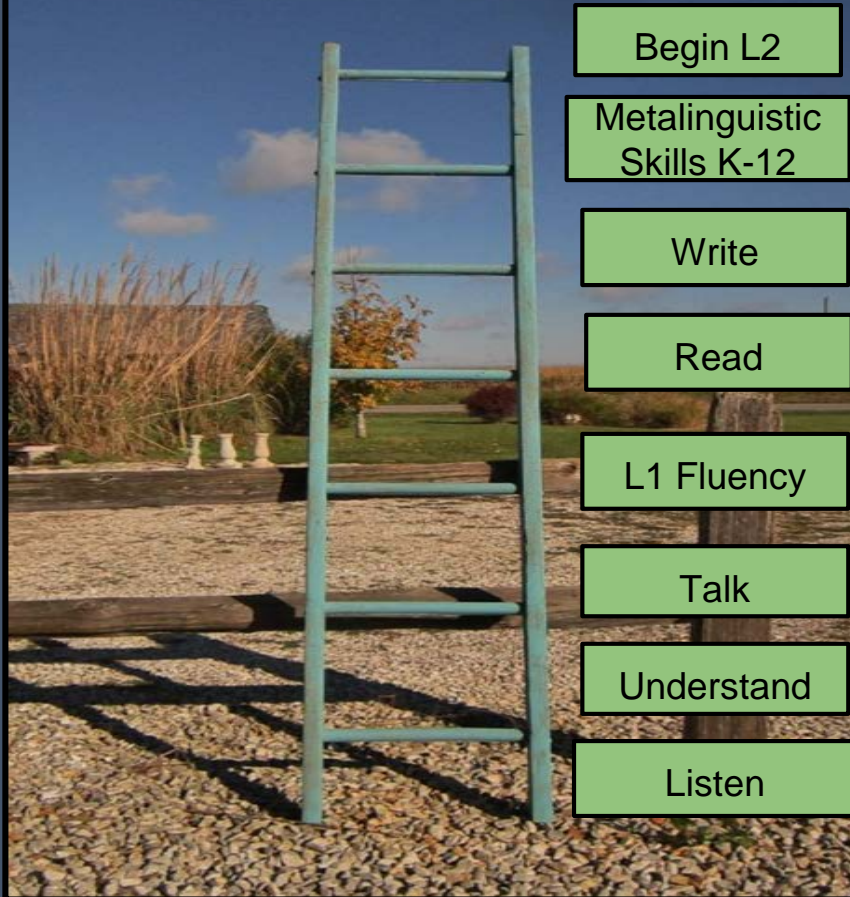 Begin L2
Metalinguistic
Skills K-12
Write
Read
L1 Fluency
Talk
Understand
Listen